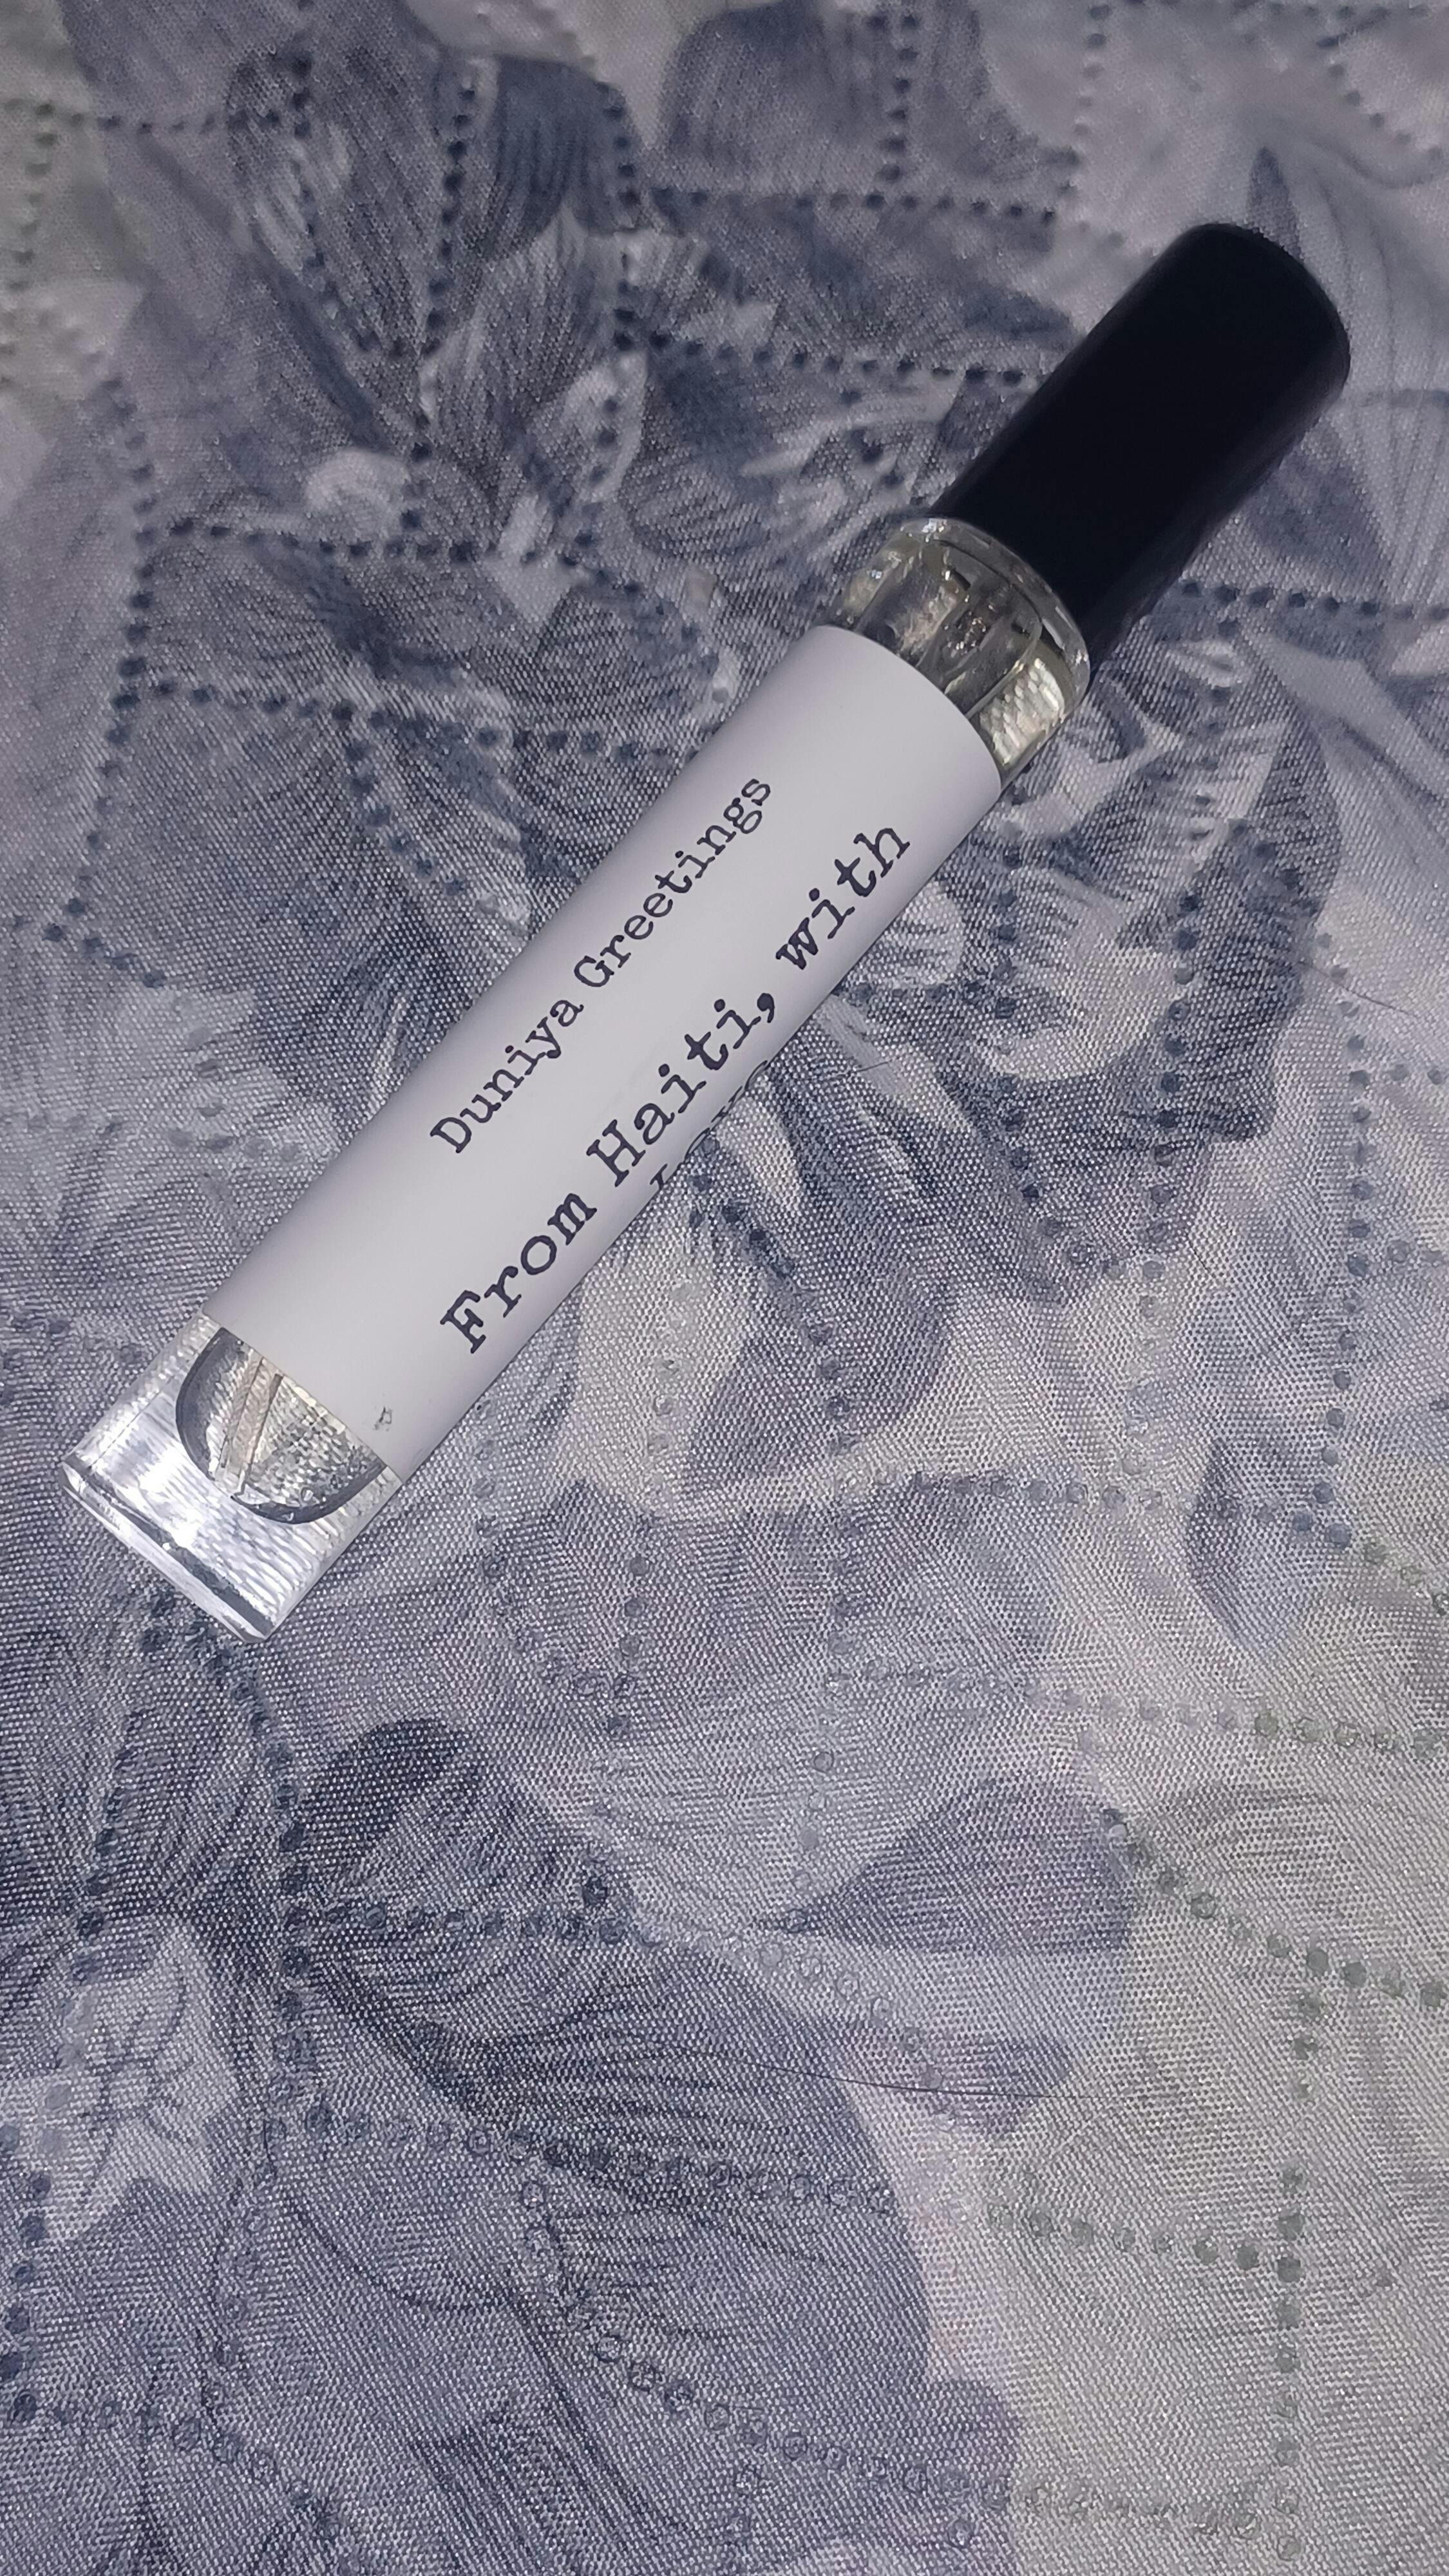 Duniya Greetings
From Haiti, with